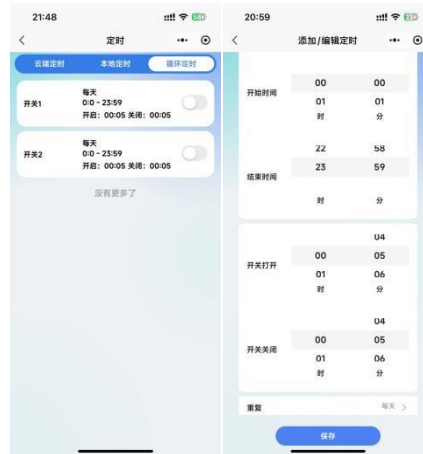 21:48
定时
云端定时 本地定时 循环定时
开关1
每天
0:0 - 23:59
开启：00:05 关闭：00:05
开关2
每天
0:0 - 23:59
开启：00:05 关闭：00:05
没有更多了
20:59
添加/编辑定时
开始时间
00 00
01 01
时 分
结束时间
22 58
23 59
时 分
开关打开
04
00 05
01 06
时 分
开关关闭
04
00 05
01 06
时 分
重复 每天
保存